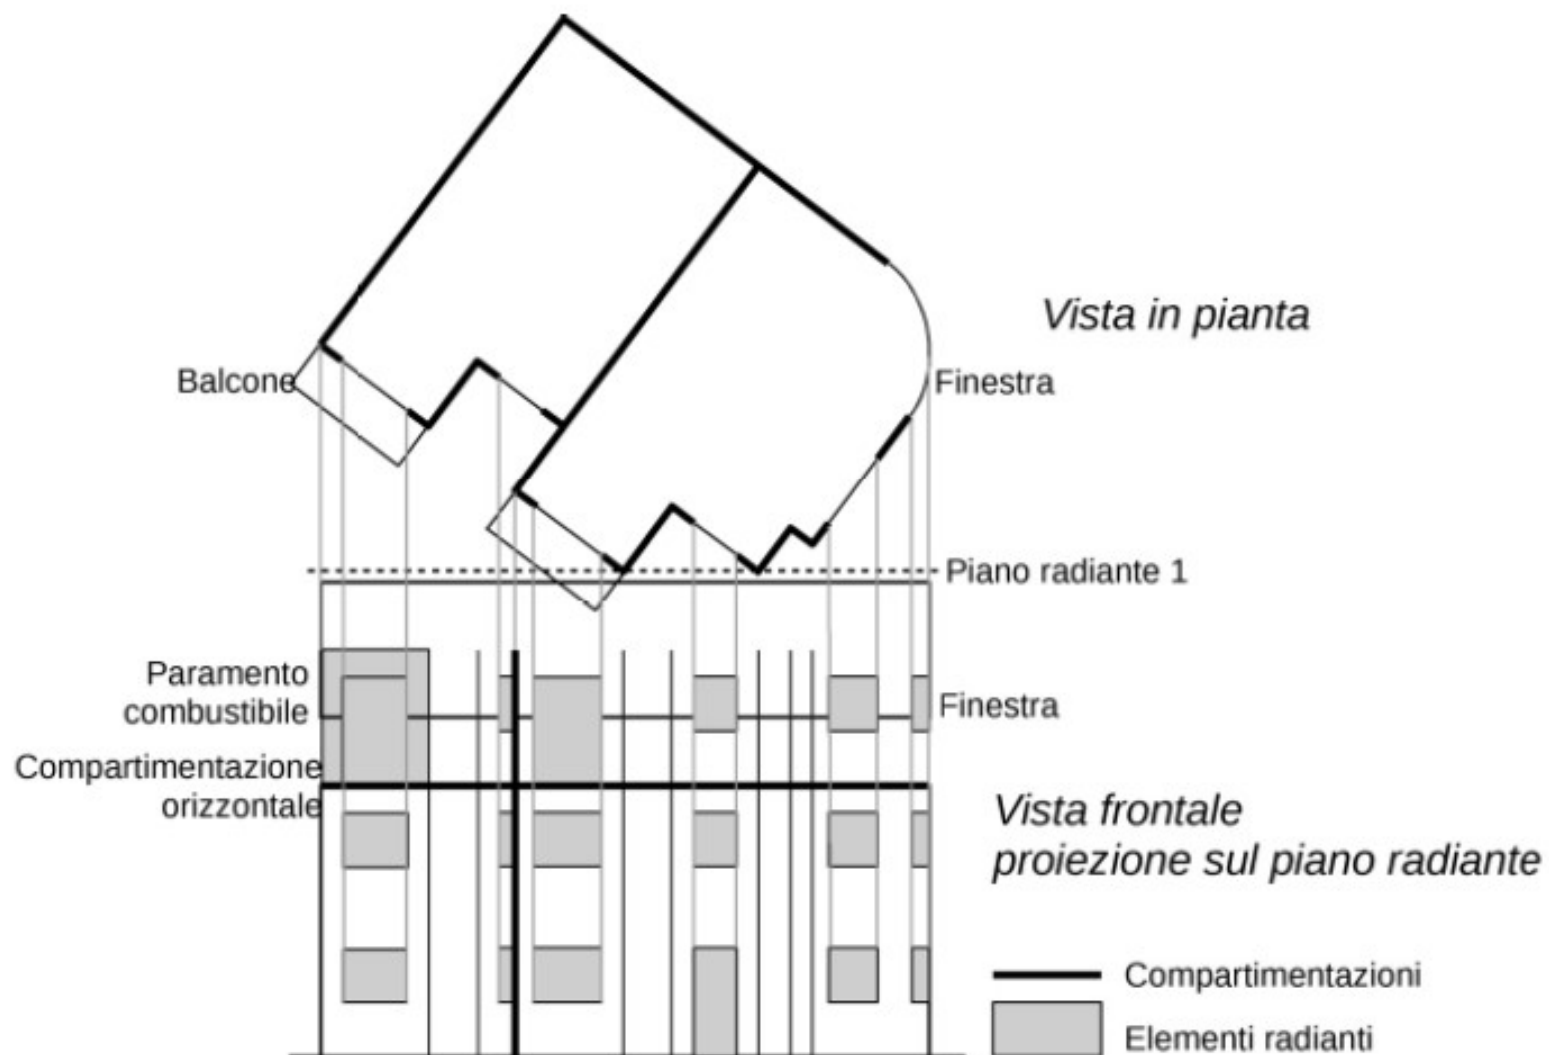 Vista in pianta
Balcone
Finestra
Piano radiante 1
Paramento
combustibile
Finestra
Compartimentazione
orizzontale
Vista frontale
proiezione sul piano radiante
Compartimentazioni
Elementi radianti